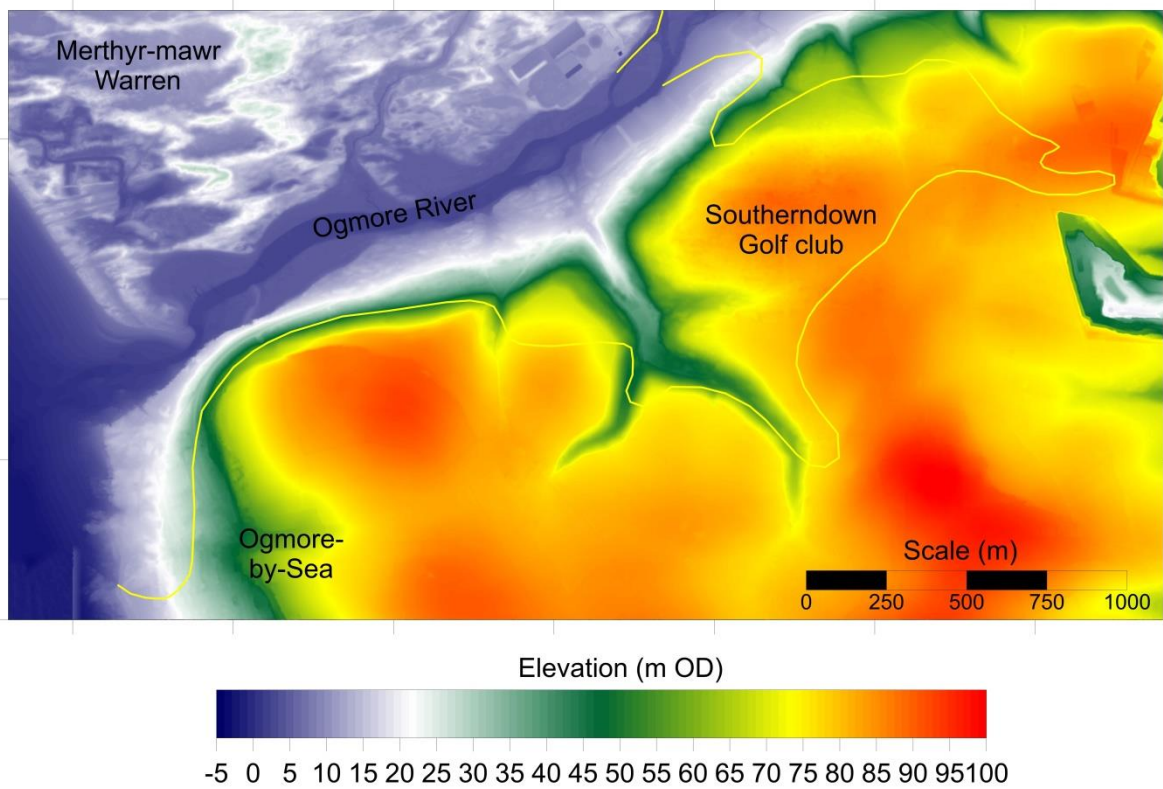 Merthyr-mawr
Warren
Ogmore River
Southerndown
Golf club
Ogmore-
by-Sea
Scale (m)
0 250 500 750 1000
Elevation (m OD)
-5 0 5 10 15 20 25 30 35 40 45 50 55 60 65 70 75 80 85 90 95 100